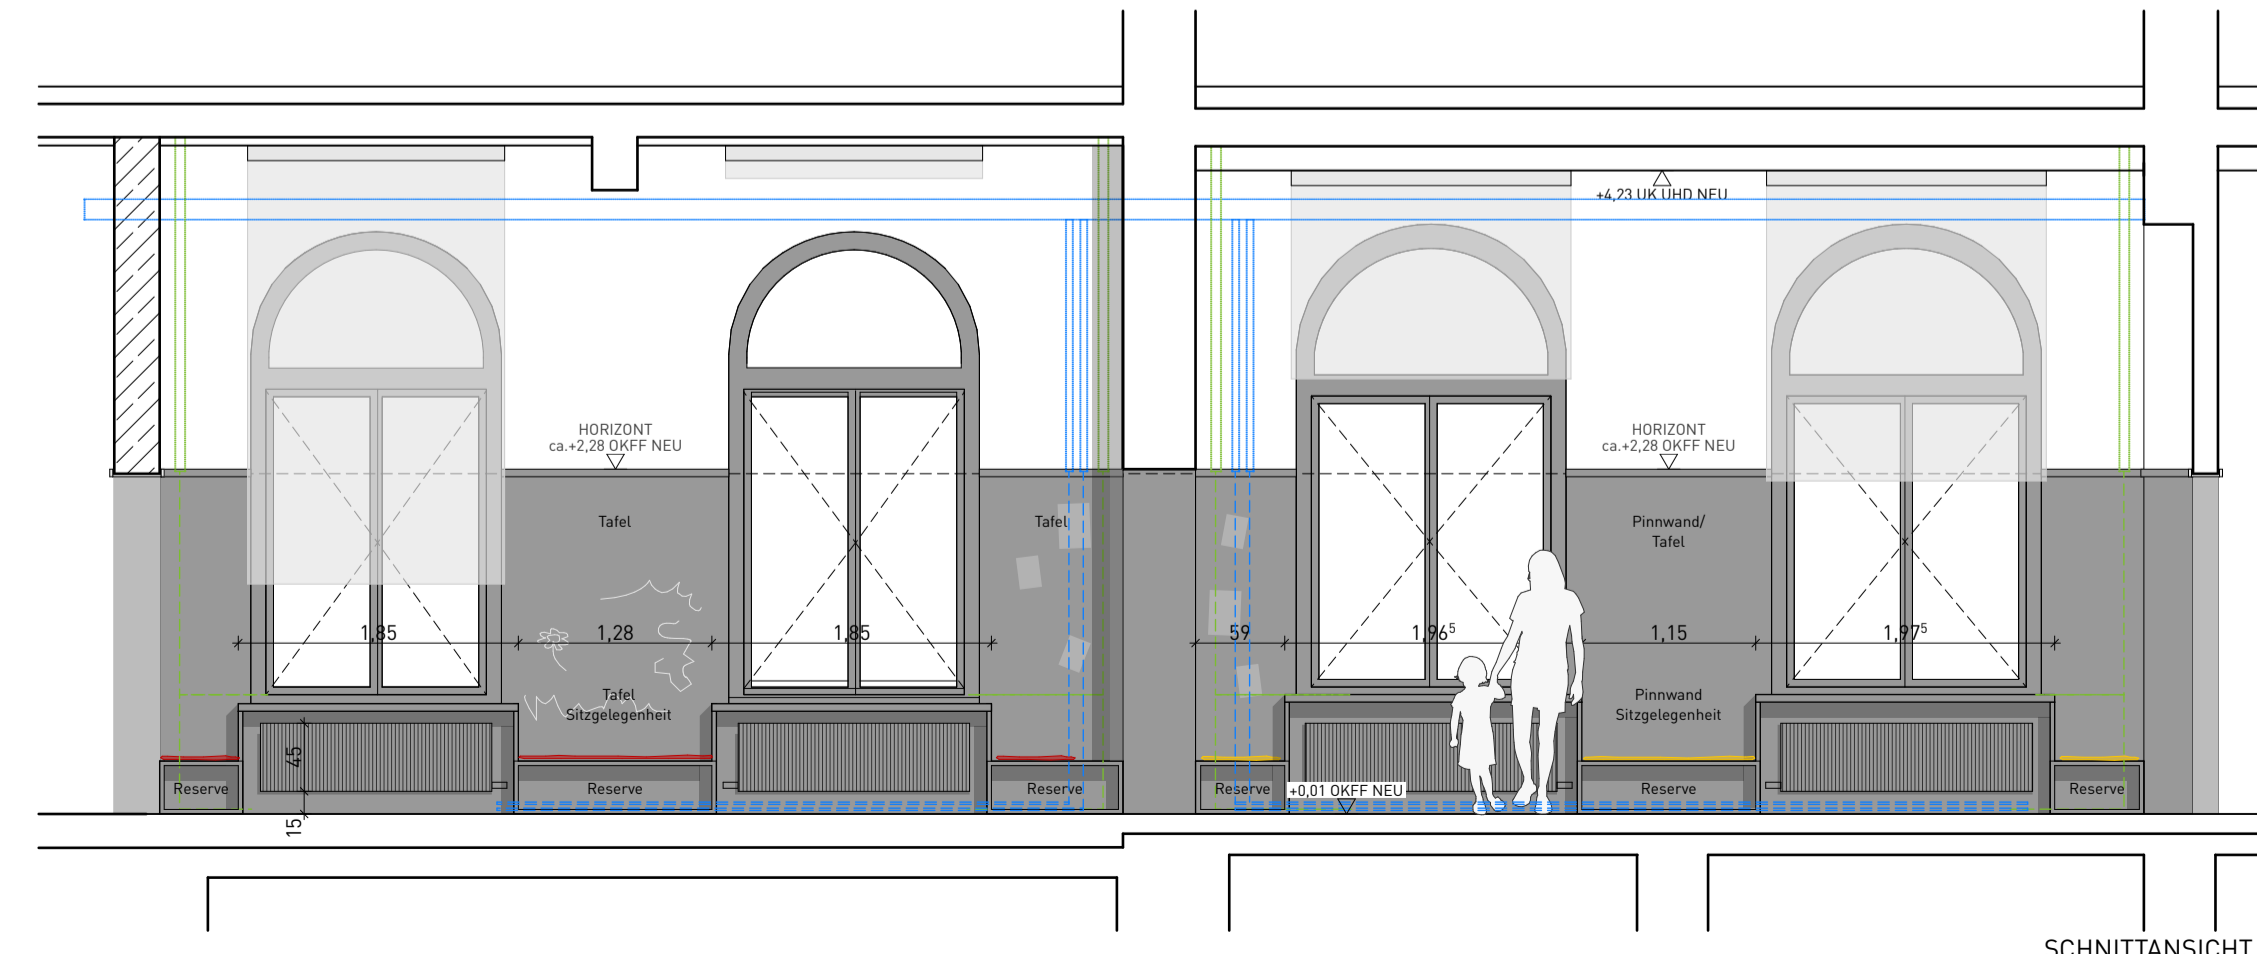 +4,23 UK UHD NEU
HORIZONT
ca.+2,28 OKFF NEU
HORIZONT
ca.+2,28 OKFF NEU
Tafel
Tafel
Pinnwand/
Tafel
1,85
1,28
1,85
59
1,96⁵
1,15
1,97⁵
Tafel
Sitzgelegenheit
Pinnwand
Sitzgelegenheit
45
Reserve
Reserve
Reserve
Reserve
+0,01 OKFF NEU
Reserve
Reserve
15
SCHNITTANSICHT